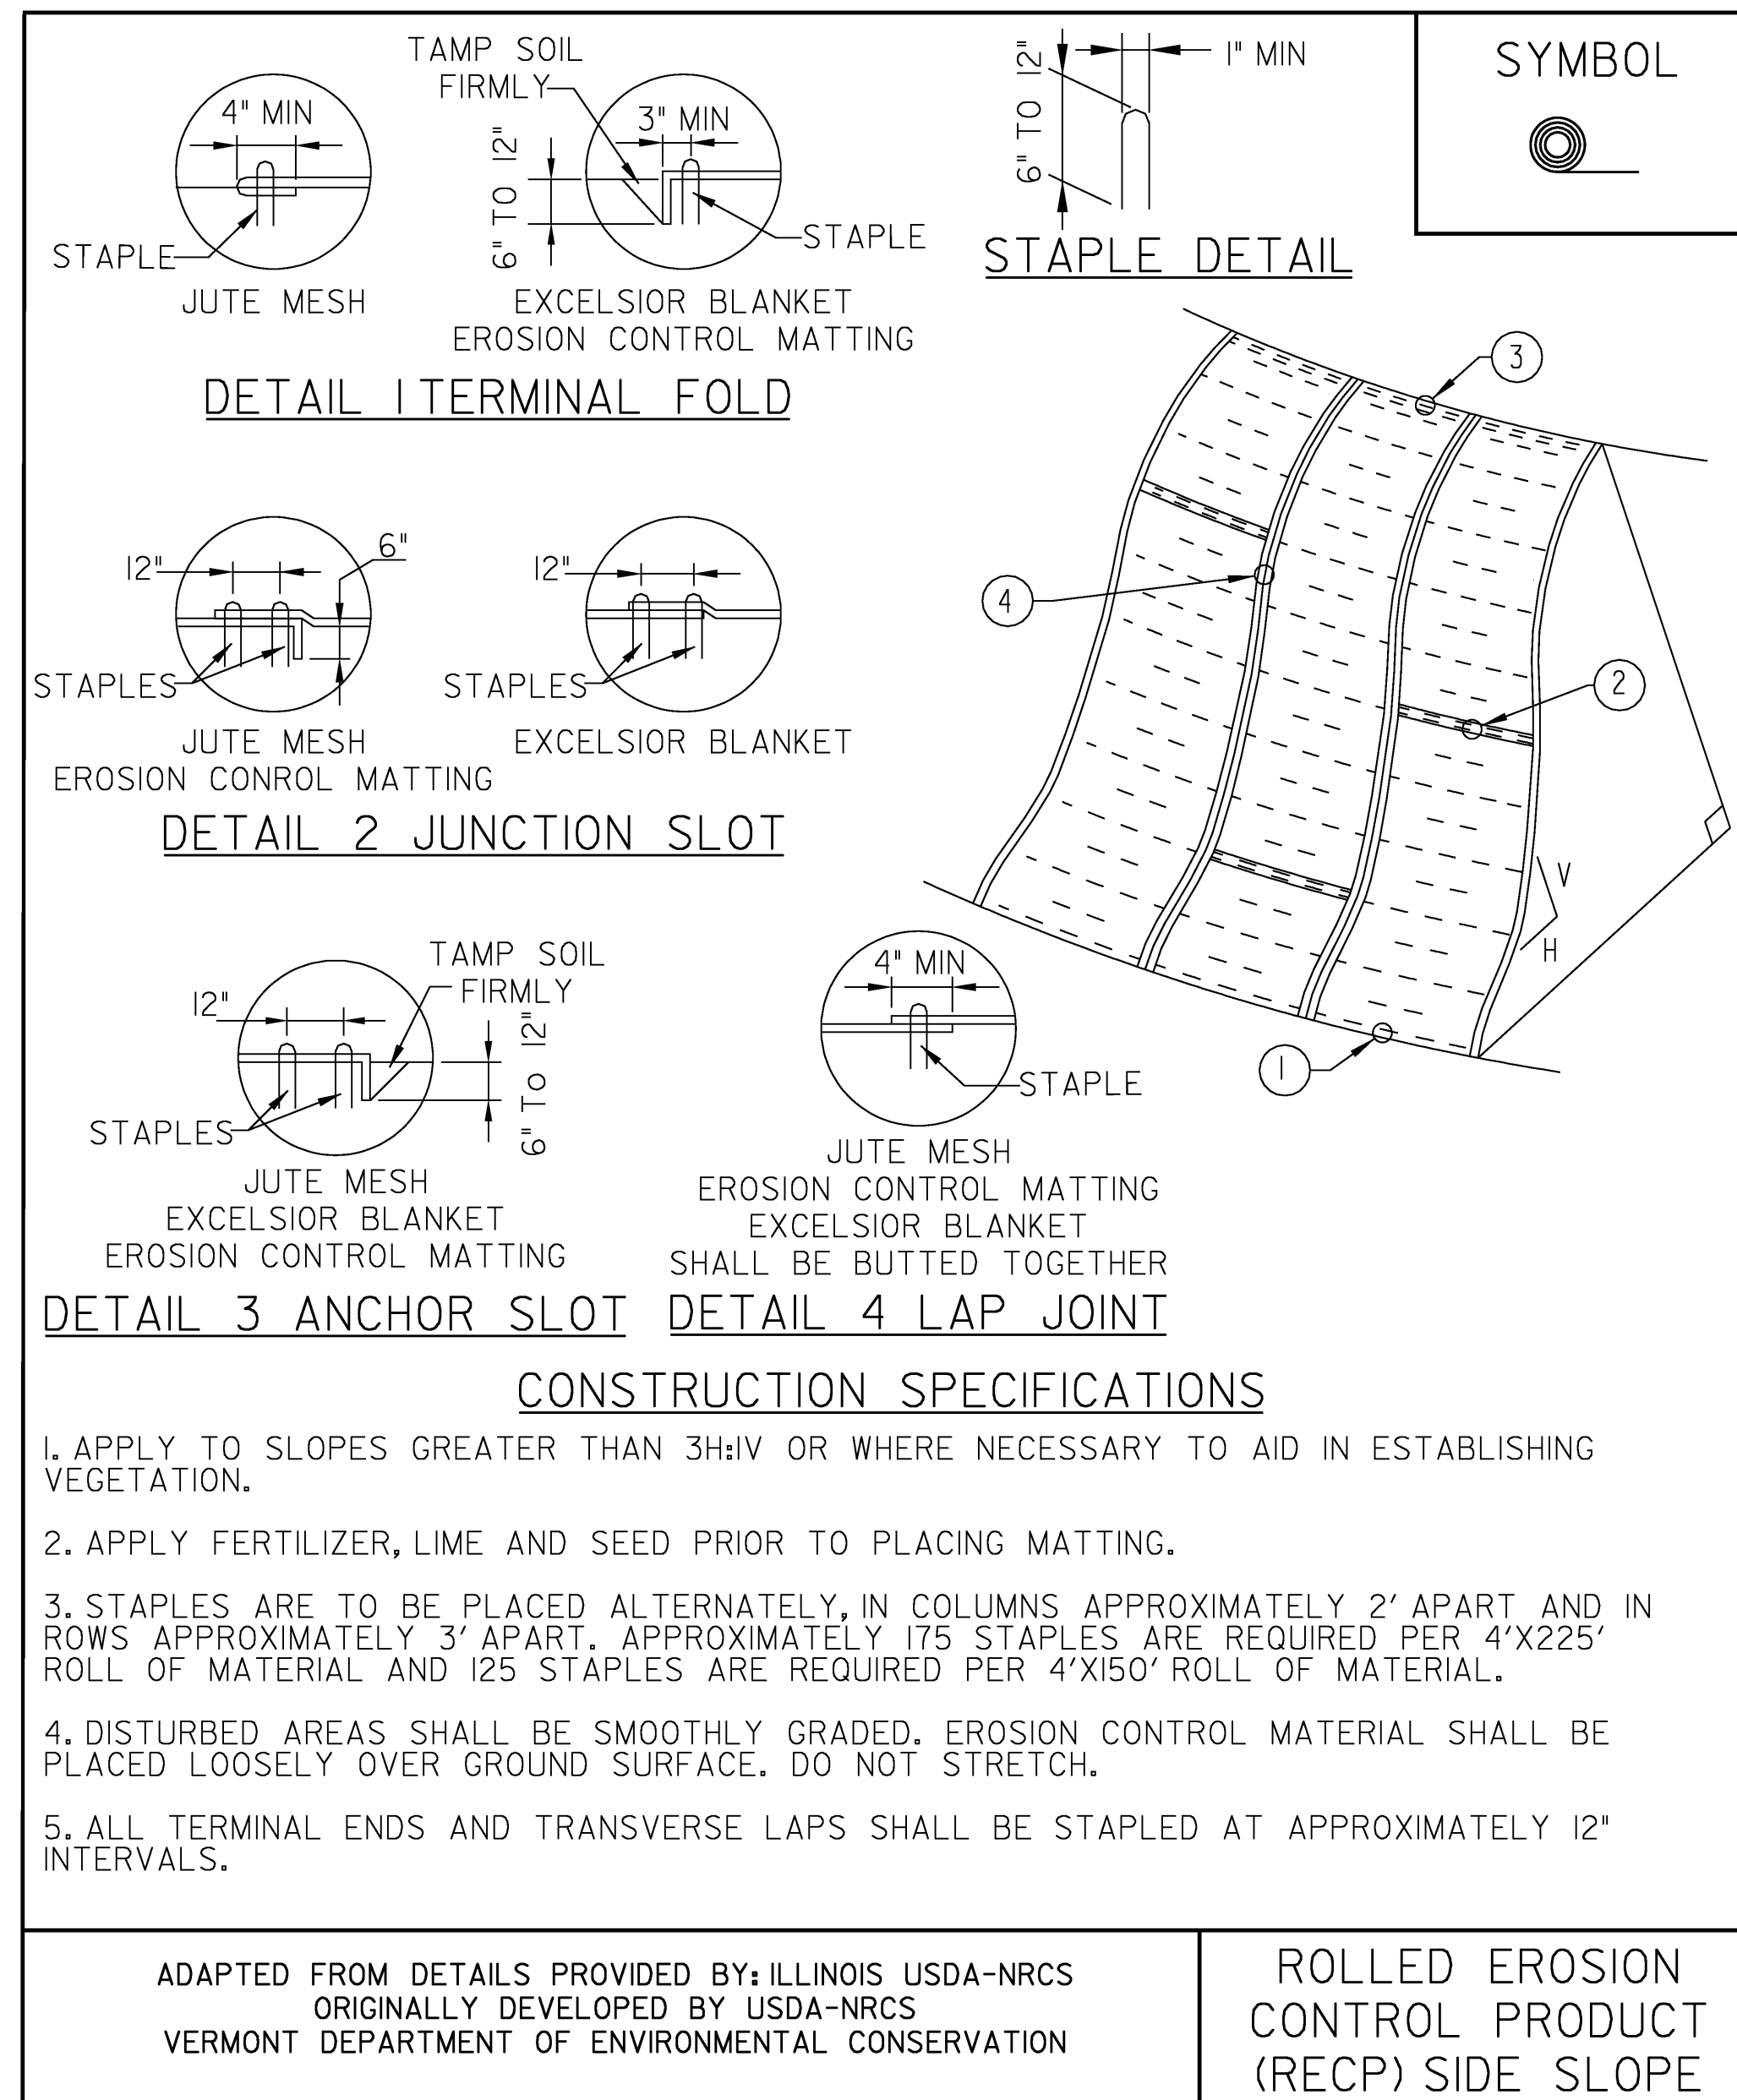 TAMP SOIL
FIRMLY
4" MIN
3" MIN
6" TO 12"
STAPLE
STAPLE
JUTE MESH
EXCELSIOR BLANKET
EROSION CONTROL MATTING
DETAIL 1 TERMINAL FOLD
6" TO 12"
1" MIN
STAPLE DETAIL
SYMBOL
12"
6"
STAPLES
JUTE MESH
EROSION CONROL MATTING
12"
STAPLES
EXCELSIOR BLANKET
DETAIL 2 JUNCTION SLOT
3
4
2
1
V
H
TAMP SOIL
FIRMLY
12"
6" TO 12"
STAPLES
JUTE MESH
EXCELSIOR BLANKET
EROSION CONTROL MATTING
DETAIL 3 ANCHOR SLOT
4" MIN
STAPLE
JUTE MESH
EROSION CONTROL MATTING
EXCELSIOR BLANKET
SHALL BE BUTTED TOGETHER
DETAIL 4 LAP JOINT
CONSTRUCTION SPECIFICATIONS
1. APPLY TO SLOPES GREATER THAN 3H:1V OR WHERE NECESSARY TO AID IN ESTABLISHING
VEGETATION.
2. APPLY FERTILIZER, LIME AND SEED PRIOR TO PLACING MATTING.
3. STAPLES ARE TO BE PLACED ALTERNATELY, IN COLUMNS APPROXIMATELY 2' APART AND IN
ROWS APPROXIMATELY 3' APART. APPROXIMATELY 175 STAPLES ARE REQUIRED PER 4'X225'
ROLL OF MATERIAL AND 125 STAPLES ARE REQUIRED PER 4'X150' ROLL OF MATERIAL.
4. DISTURBED AREAS SHALL BE SMOOTHLY GRADED. EROSION CONTROL MATERIAL SHALL BE
PLACED LOOSELY OVER GROUND SURFACE. DO NOT STRETCH.
5. ALL TERMINAL ENDS AND TRANSVERSE LAPS SHALL BE STAPLED AT APPROXIMATELY 12"
INTERVALS.
ADAPTED FROM DETAILS PROVIDED BY: ILLINOIS USDA-NRCS
ORIGINALLY DEVELOPED BY USDA-NRCS
VERMONT DEPARTMENT OF ENVIRONMENTAL CONSERVATION
ROLLED EROSION
CONTROL PRODUCT
(RECP) SIDE SLOPE